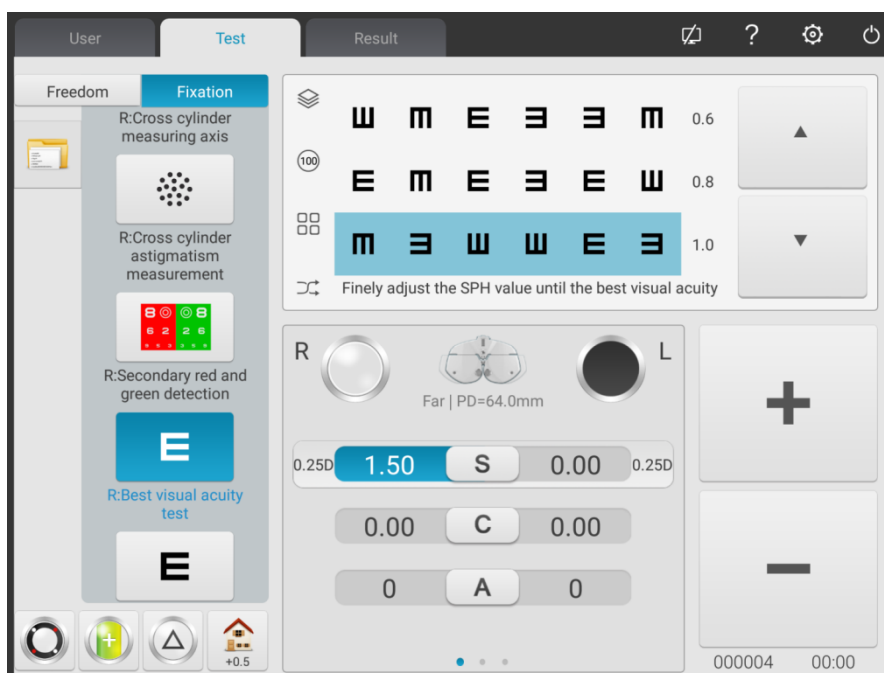 User
Test
Result
?
Freedom
Fixation
R:Cross cylinder
measuring axis
R:Cross cylinder
astigmatism
measurement
8 8
6 2 2 6
R:Secondary red and
green detection
E
R:Best visual acuity
test
E
+0.5
100
Ш m E Ǝ Ǝ m 0.6
E m E Ǝ E Ш 0.8
m Ǝ Ш Ш E Ǝ 1.0
Finely adjust the SPH value until the best visual acuity
R
L
Far | PD=64.0mm
0.25D 1.50 S 0.00 0.25D
0.00 C 0.00
0 A 0
+
−
000004 00:00